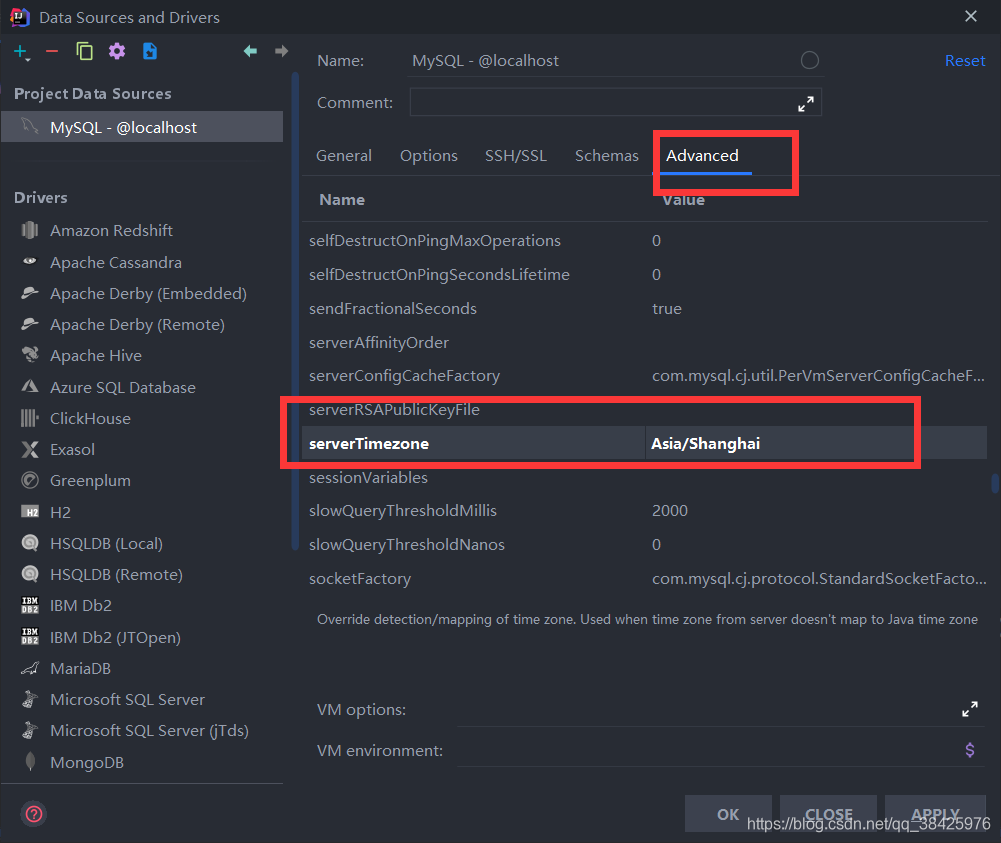 Data Sources and Drivers
Project Data Sources
MySQL - @localhost
Drivers
Amazon Redshift
Apache Cassandra
Apache Derby (Embedded)
Apache Derby (Remote)
Apache Hive
Azure SQL Database
ClickHouse
Exasol
Greenplum
H2
H2
HSQLDB (Local)
HSQLDB (Remote)
IBM DB2
IBM Db2
IBM DB2
IBM Db2 (JTOpen)
MariaDB
Microsoft SQL Server
Microsoft SQL Server (jTds)
MongoDB
?
Name: MySQL - @localhost Reset
Comment:
General Options SSH/SSL Schemas Advanced
Name Value
selfDestructOnPingMaxOperations 0
selfDestructOnPingSecondsLifetime 0
sendFractionalSeconds true
serverAffinityOrder
serverConfigCacheFactory com.mysql.cj.util.PerVmServerConfigCacheF...
serverRSAPublicKeyFile
serverTimezone Asia/Shanghai
sessionVariables
slowQueryThresholdMillis 2000
slowQueryThresholdNanos 0
socketFactory com.mysql.cj.protocol.StandardSocketFacto...
Override detection/mapping of time zone. Used when time zone from server doesn't map to Java time zone
VM options:
VM environment: $
OK CLOSE APPLY
https://blog.csdn.net/qq_38425976